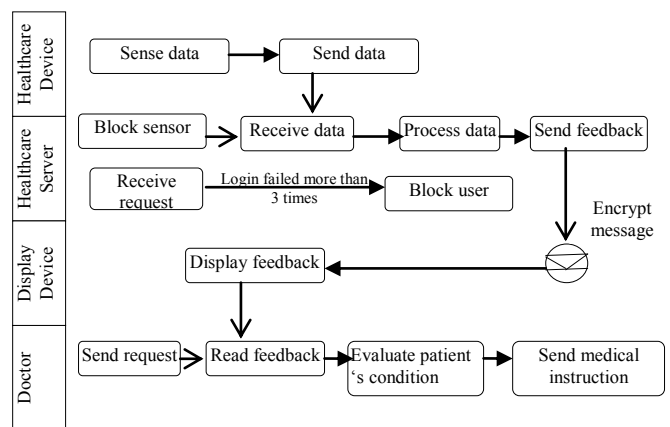 Healthcare
Device
Sense data
Send data
Healthcare
Server
Block sensor
Receive data
Process data
Send feedback
Receive
request
Login failed more than
3 times
Block user
Encrypt
message
Display
Device
Display feedback
Doctor
Send request
Read feedback
Evaluate patient
‘s condition
Send medical
instruction